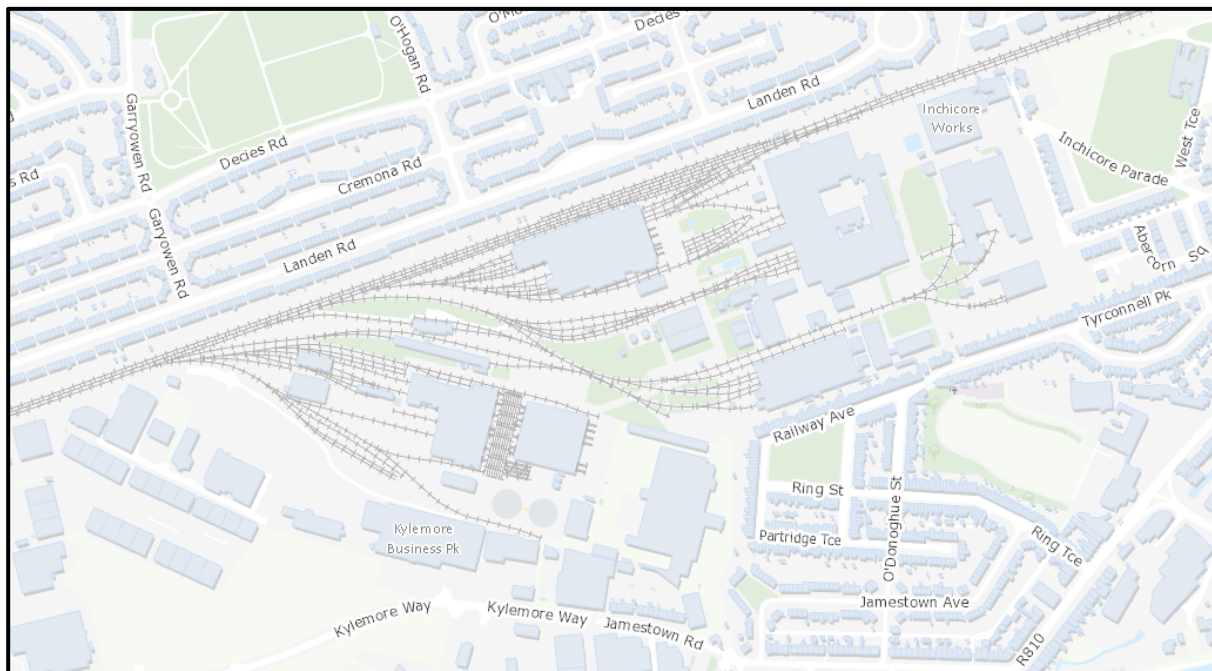 O'Hogan Rd
Decies
Garryowen Rd
Decies Rd
Cremona Rd
Landen Rd
Inchicore
Works
Inchicore Parade
West Tce
s Rd
Garyowen Rd
Landen Rd
Abercorn Sq
Tyrconnell Pk
Railway Ave
Ring St
O'Donoghue St
Partridge Tce
Ring Tce
Kylemore
Business Pk
Kylemore Way
Kylemore Way
Jamestown Rd
Jamestown Ave
R810